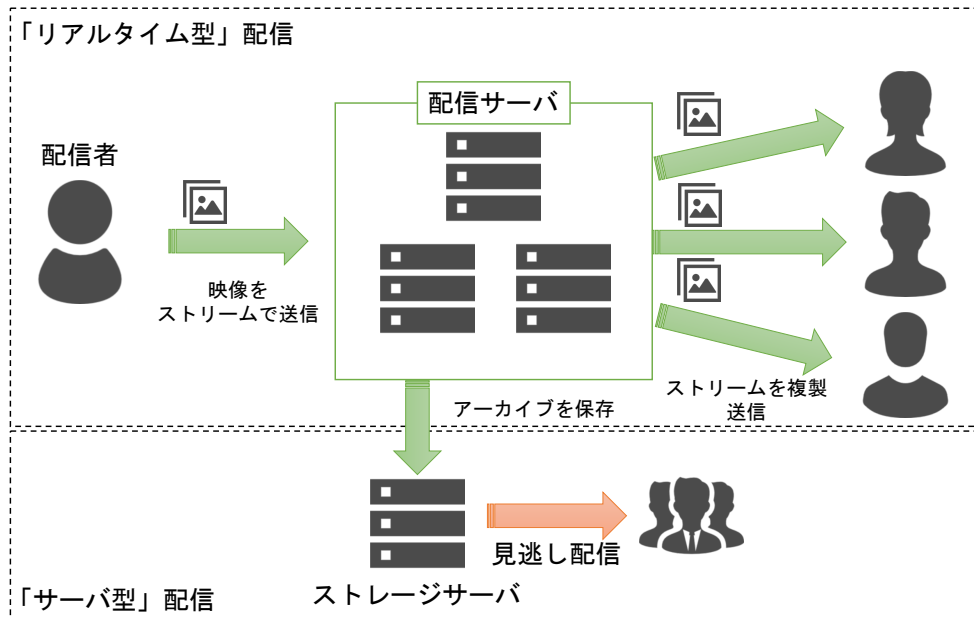 「リアルタイム型」配信
配信サーバ
配信者
映像を
ストリームで送信
ストリームを複製
送信
アーカイブを保存
見逃し配信
ストレージサーバ
「サーバ型」配信